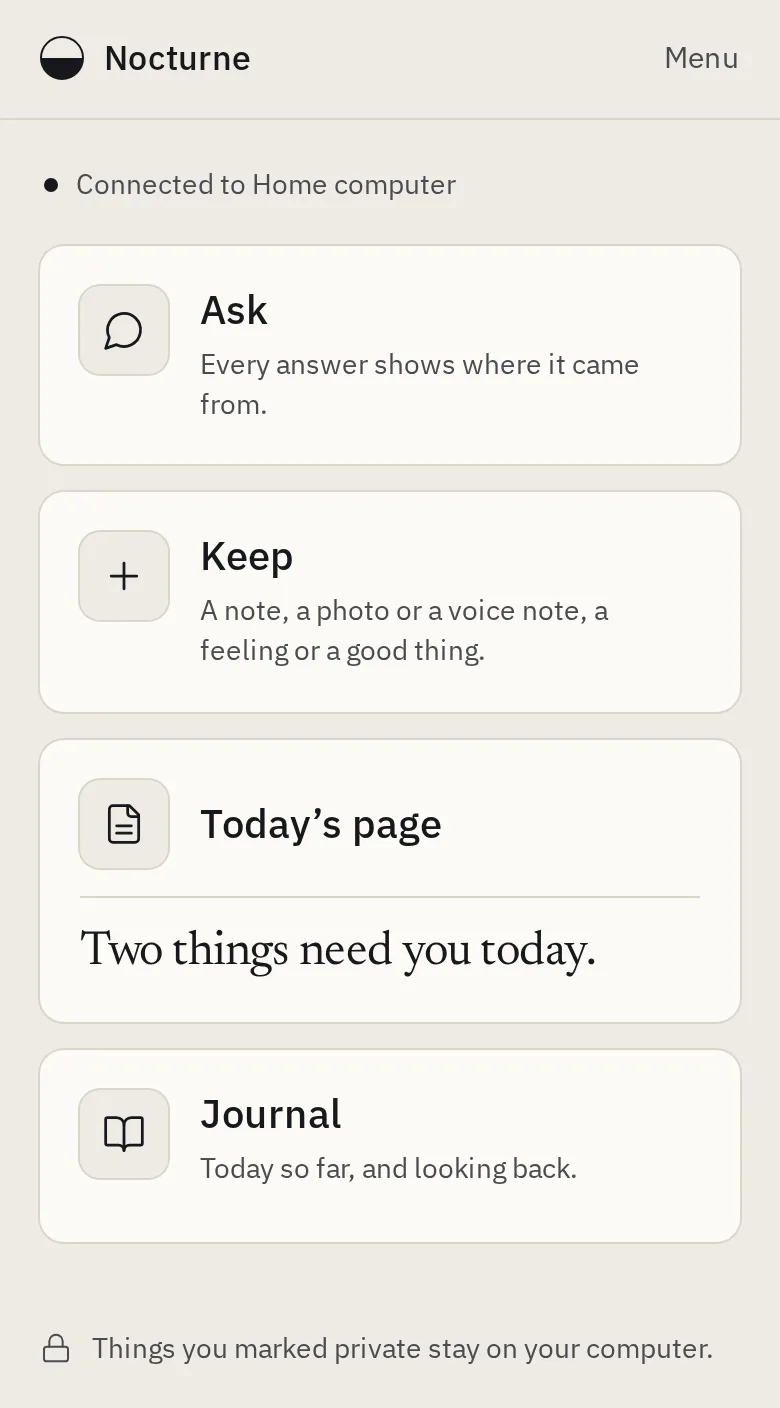 Nocturne
Menu
Connected to Home computer
Ask
Every answer shows where it came
from.
Keep
A note, a photo or a voice note, a
feeling or a good thing.
Today’s page
Two things need you today.
Journal
Today so far, and looking back.
Things you marked private stay on your computer.